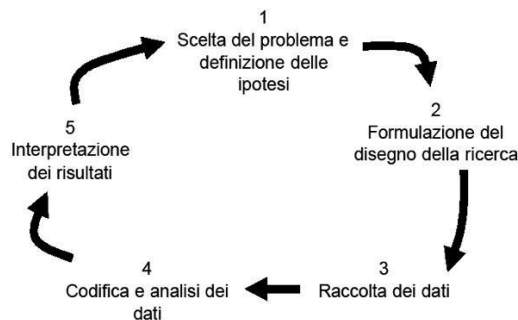 1
Scelta del problema e
definizione delle
ipotesi
2
Formulazione del
disegno della ricerca
3
Raccolta dei dati
4
Codifica e analisi dei
dati
5
Interpretazione
dei risultati